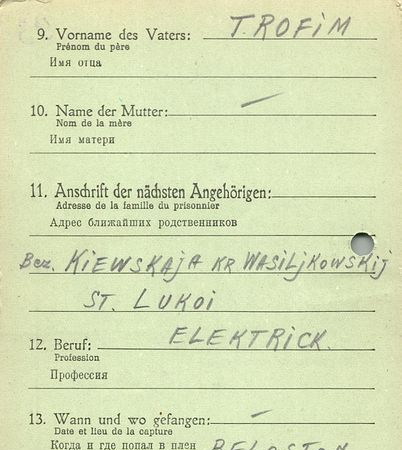 9. Vorname des Vaters: TROFIM
Prénom du père
Имя отца
10. Name der Mutter: —
Nom de la mère
Имя матери
11. Anschrift der nächsten Angehörigen:
Adresse de la famille du prisonnier
Адрес ближайших родственников
Bez. KIEWSKAJA KR WASILJKOWSKIJ
ST. LUKOI
12. Beruf: ELEKTRICK.
Profession
Профессия
13. Wann und wo gefangen: —
Date et lieu de la capture
Когда и где попал в плен BELOSTOK